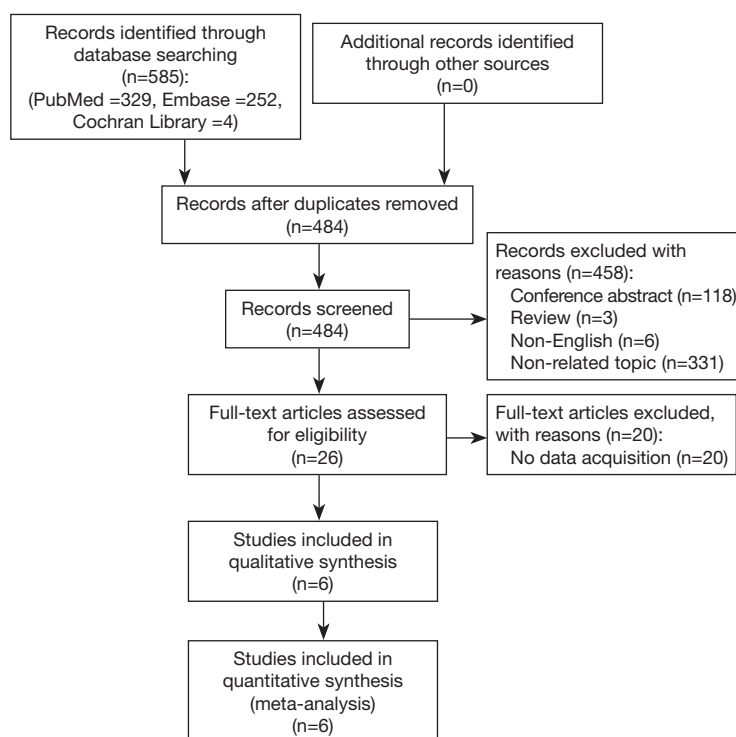 Records identified through
database searching
(n=585):
(PubMed =329, Embase =252,
Cochran Library =4)
Additional records identified
through other sources
(n=0)
Records after duplicates removed
(n=484)
Records screened
(n=484)
Records excluded with
reasons (n=458):
Conference abstract (n=118)
Review (n=3)
Non-English (n=6)
Non-related topic (n=331)
Full-text articles assessed
for eligibility
(n=26)
Full-text articles excluded,
with reasons (n=20):
No data acquisition (n=20)
Studies included in
qualitative synthesis
(n=6)
Studies included in
quantitative synthesis
(meta-analysis)
(n=6)